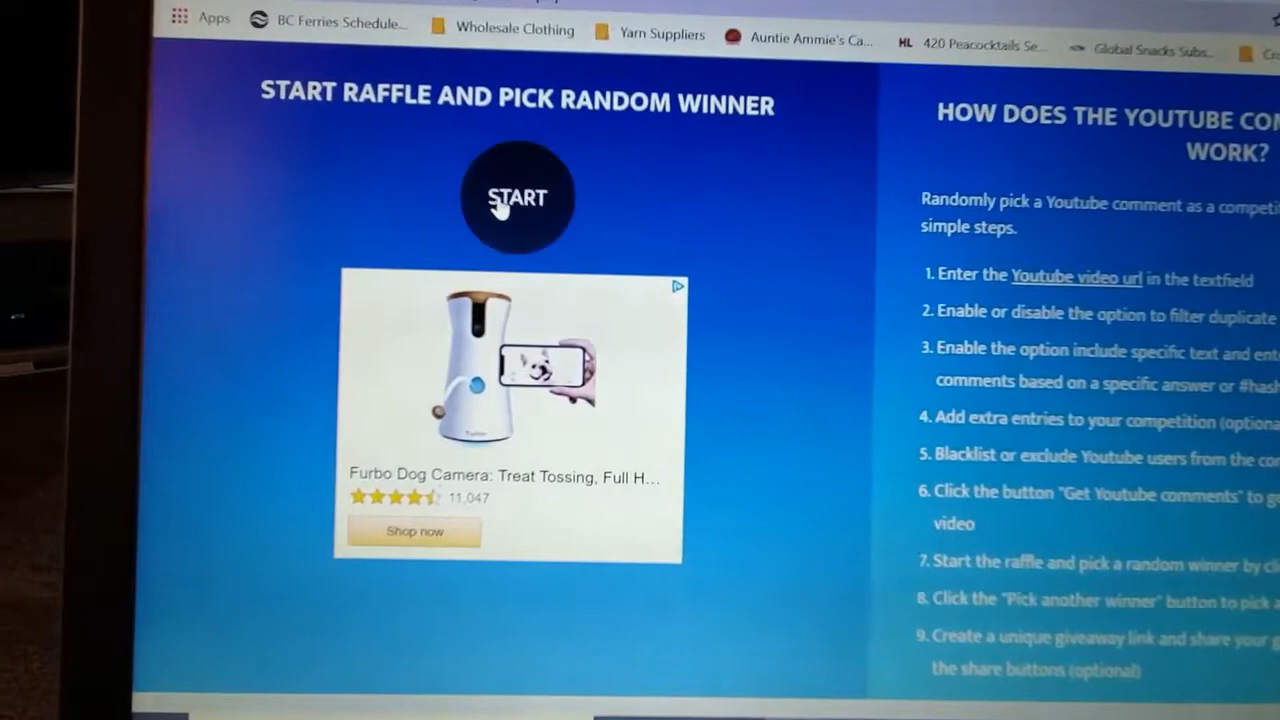 Apps BC Ferries Schedule... Wholesale Clothing Yarn Suppliers Auntie Ammie's Ca... HL 420 Peacocktails Se... Global Snacks Subs...
START RAFFLE AND PICK RANDOM WINNER
START
Furbo Dog Camera: Treat Tossing, Full H...
11,047
Shop now
HOW DOES THE YOUTUBE
WORK?
Randomly pick a Youtube comment as a
simple steps.
1. Enter the Youtube video url in the textfield
2. Enable or disable the option to filter duplicate
3. Enable the option include specific text and
comments based on a specific answer or
4. Add extra entries to your competition
5. Blacklist or exclude Youtube users from the
6. Click the button "Get Youtube comments" to
video
7. Start the raffle and pick a random winner by
8. Click the "Pick another winner" button to pick
9. Create a unique giveaway link and share your
the share buttons (optional)